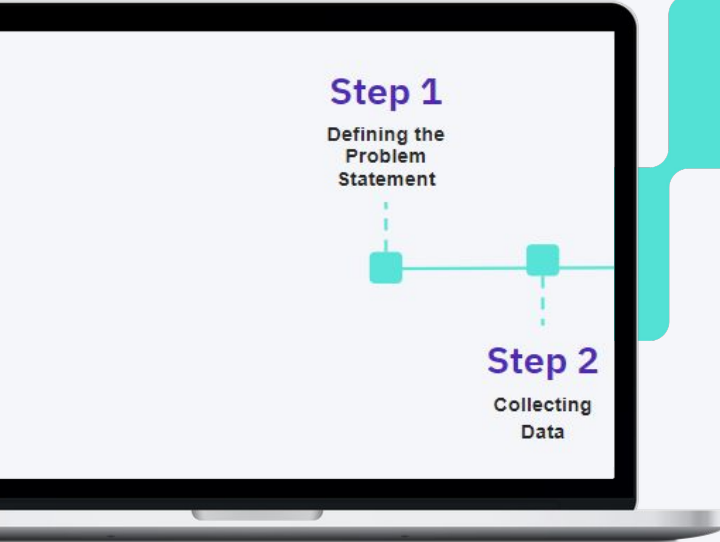 Step 1
Defining the
Problem
Statement
Step 2
Collecting
Data